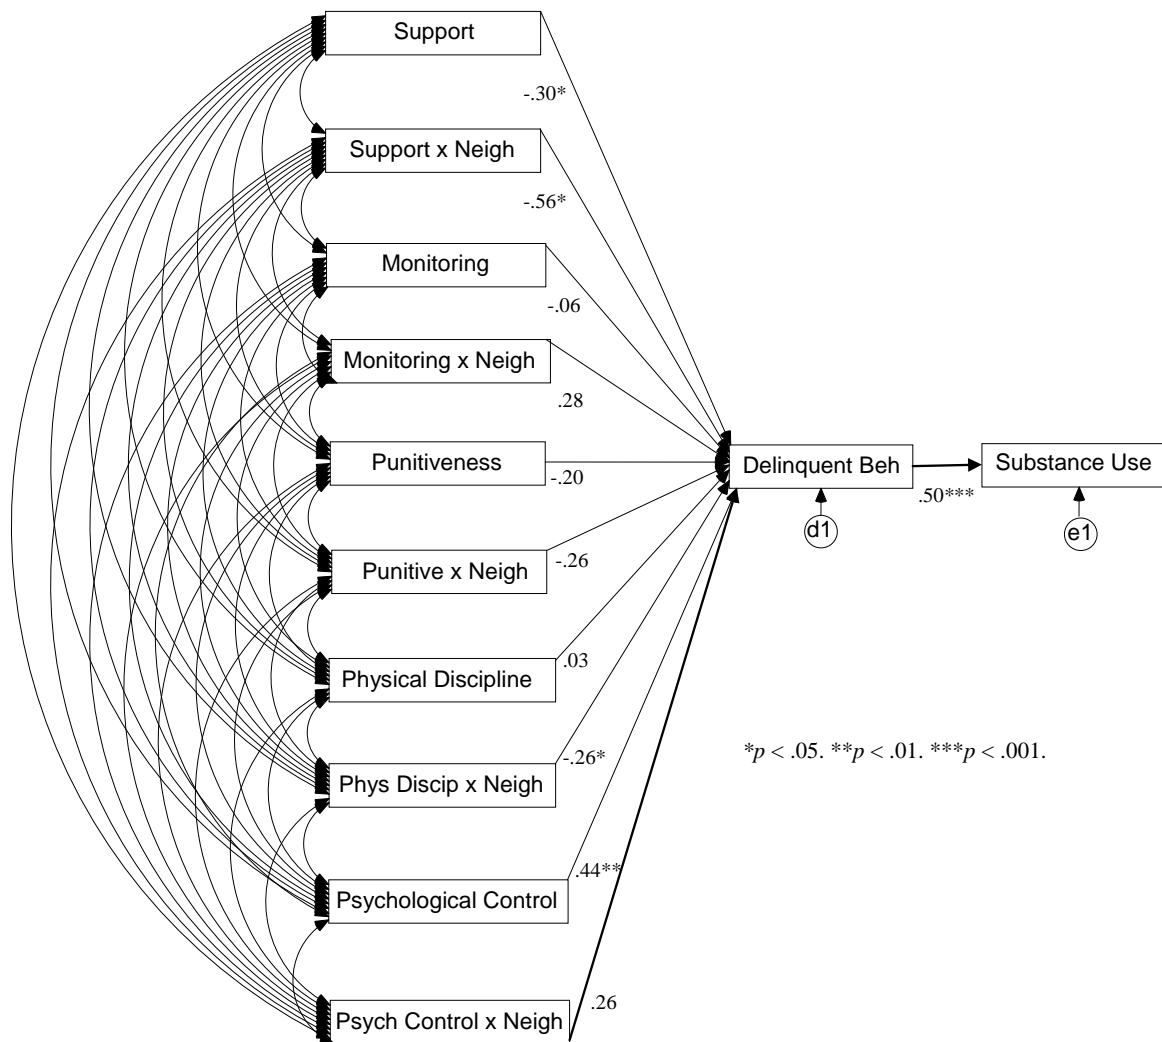 Support
-.30*
Support x Neigh
-.56*
Monitoring
-.06
Monitoring x Neigh
.28
Punitiveness
-.20
Delinquent Beh
Substance Use
.50***
d1
e1
Punitive x Neigh
-.26
Physical Discipline
.03
*p < .05. **p < .01. ***p < .001.
Phys Discip x Neigh
-.26*
Psychological Control
.44**
Psych Control x Neigh
.26